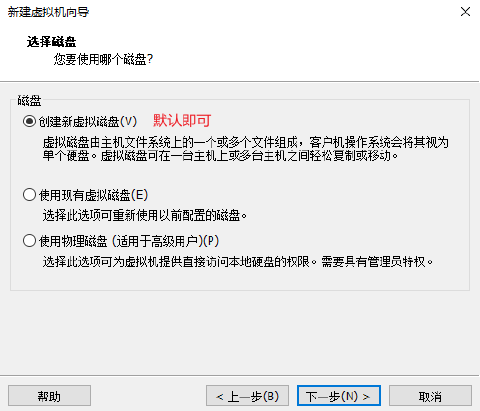 新建虚拟机向导
选择磁盘
您要使用哪个磁盘?
磁盘
创建新虚拟磁盘(V) 默认即可
虚拟磁盘由主机文件系统上的一个或多个文件组成，客户机操作系统会将其视为
单个硬盘。虚拟磁盘可在一台主机上或多台主机之间轻松复制或移动。
使用现有虚拟磁盘(E)
选择此选项可重新使用以前配置的磁盘。
使用物理磁盘 (适用于高级用户)(P)
选择此选项可为虚拟机提供直接访问本地硬盘的权限。需要具有管理员特权。
帮助 < 上一步(B) 下一步(N) > 取消